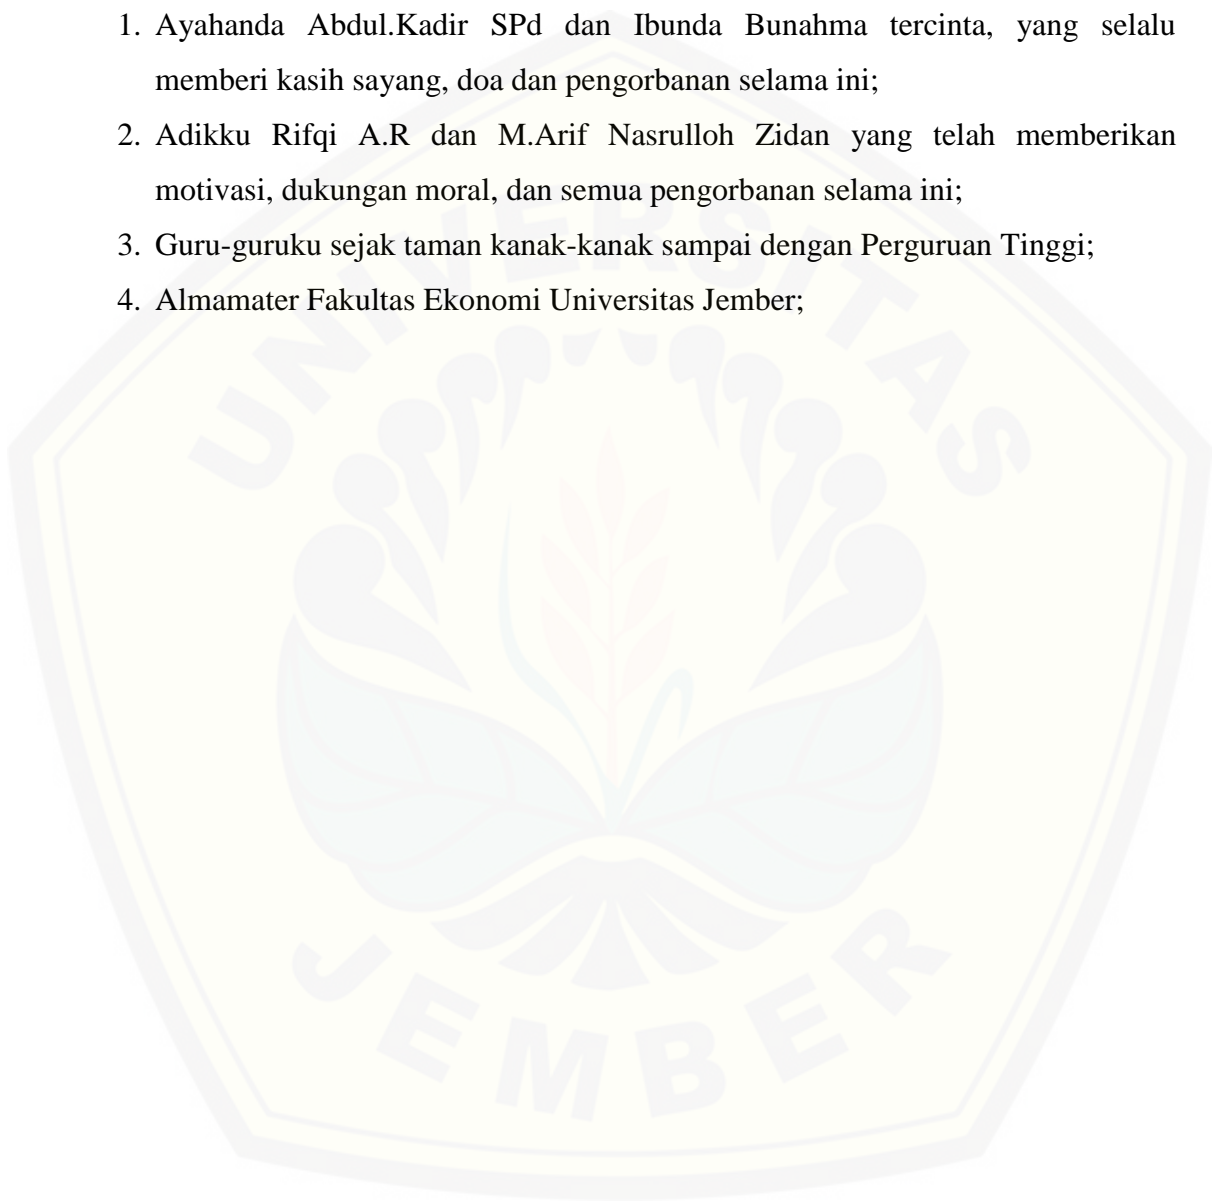 1. Ayahanda Abdul.Kadir SPd dan Ibunda Bunahma tercinta, yang selalu
memberi kasih sayang, doa dan pengorbanan selama ini;
2. Adikku Rifqi A.R dan M.Arif Nasrulloh Zidan yang telah memberikan
motivasi, dukungan moral, dan semua pengorbanan selama ini;
3. Guru-guruku sejak taman kanak-kanak sampai dengan Perguruan Tinggi;
4. Almamater Fakultas Ekonomi Universitas Jember;
UNIVERSITAS
JEMBER